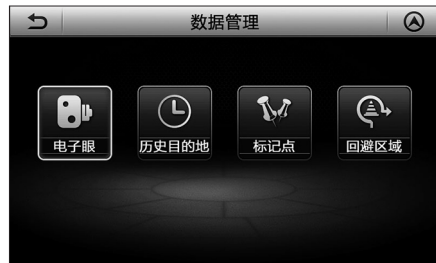 数据管理
电子眼
历史目的地
标记点
回避区域